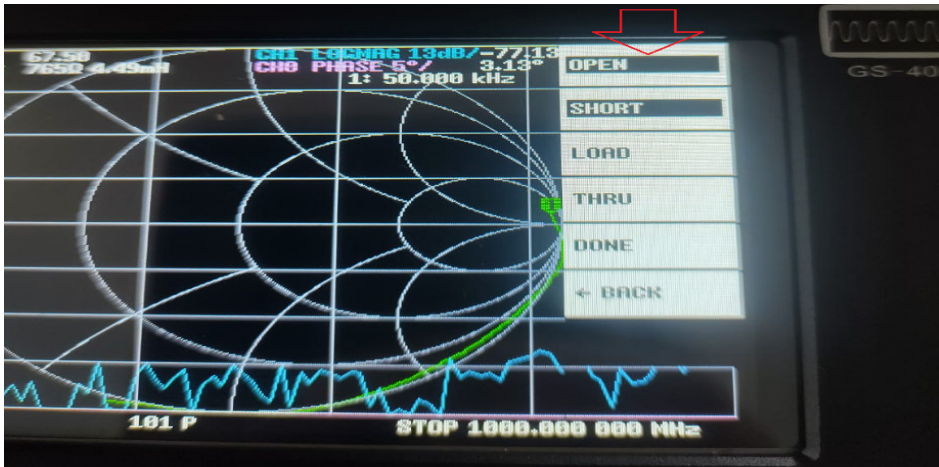 67.50 CH1 LOGMAG 13dB/-77.13
765Ω 4.49mH CH0 PHASE 5°/ 3.13°
1: 50.000 kHz
OPEN
SHORT
LOAD
THRU
DONE
← BACK
GS-40
101 P STOP 1000.000 000 MHz